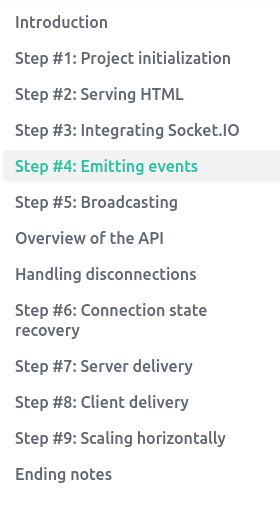 Introduction
Step #1: Project initialization
Step #2: Serving HTML
Step #3: Integrating Socket.IO
Step #4: Emitting events
Step #5: Broadcasting
Overview of the API
Handling disconnections
Step #6: Connection state
recovery
Step #7: Server delivery
Step #8: Client delivery
Step #9: Scaling horizontally
Ending notes